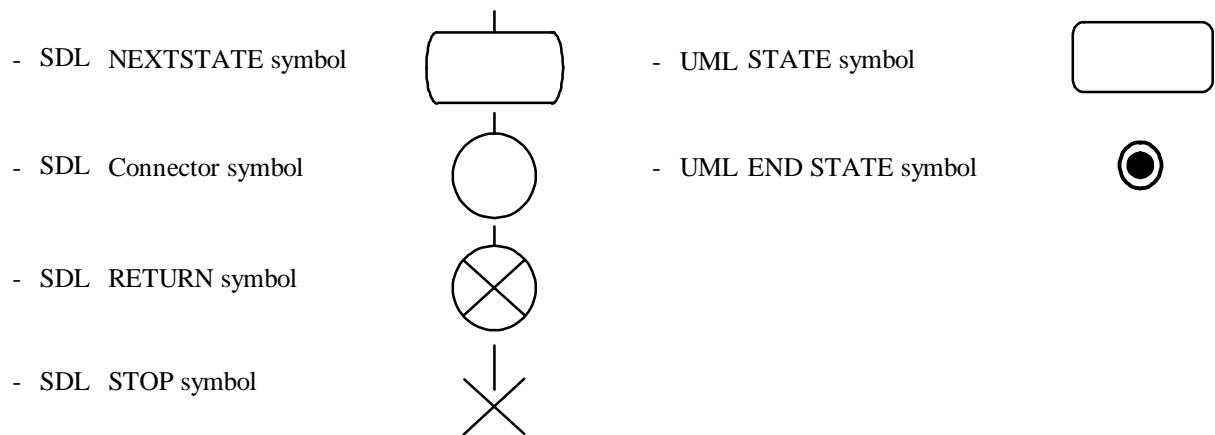 - SDL NEXTSTATE symbol
- UML STATE symbol
- SDL Connector symbol
- UML END STATE symbol
- SDL RETURN symbol
- SDL STOP symbol